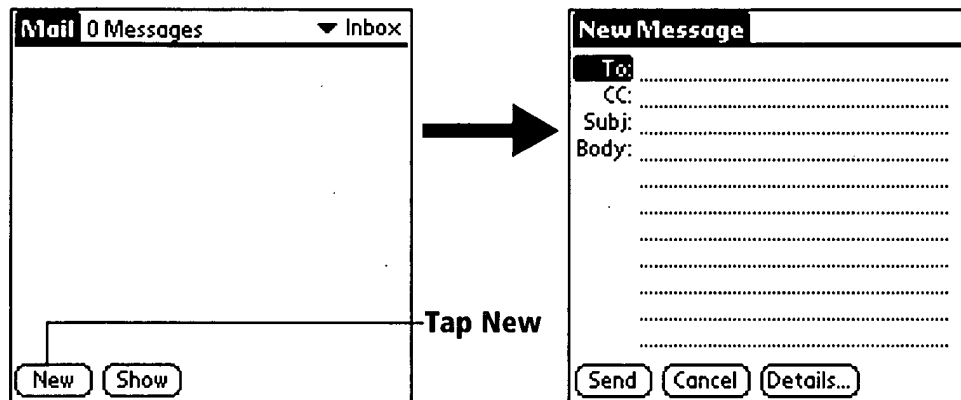 Mail 0 Messages ▼ Inbox
Tap New
New Show
New Message
To:
CC:
Subj:
Body:
Send Cancel Details...